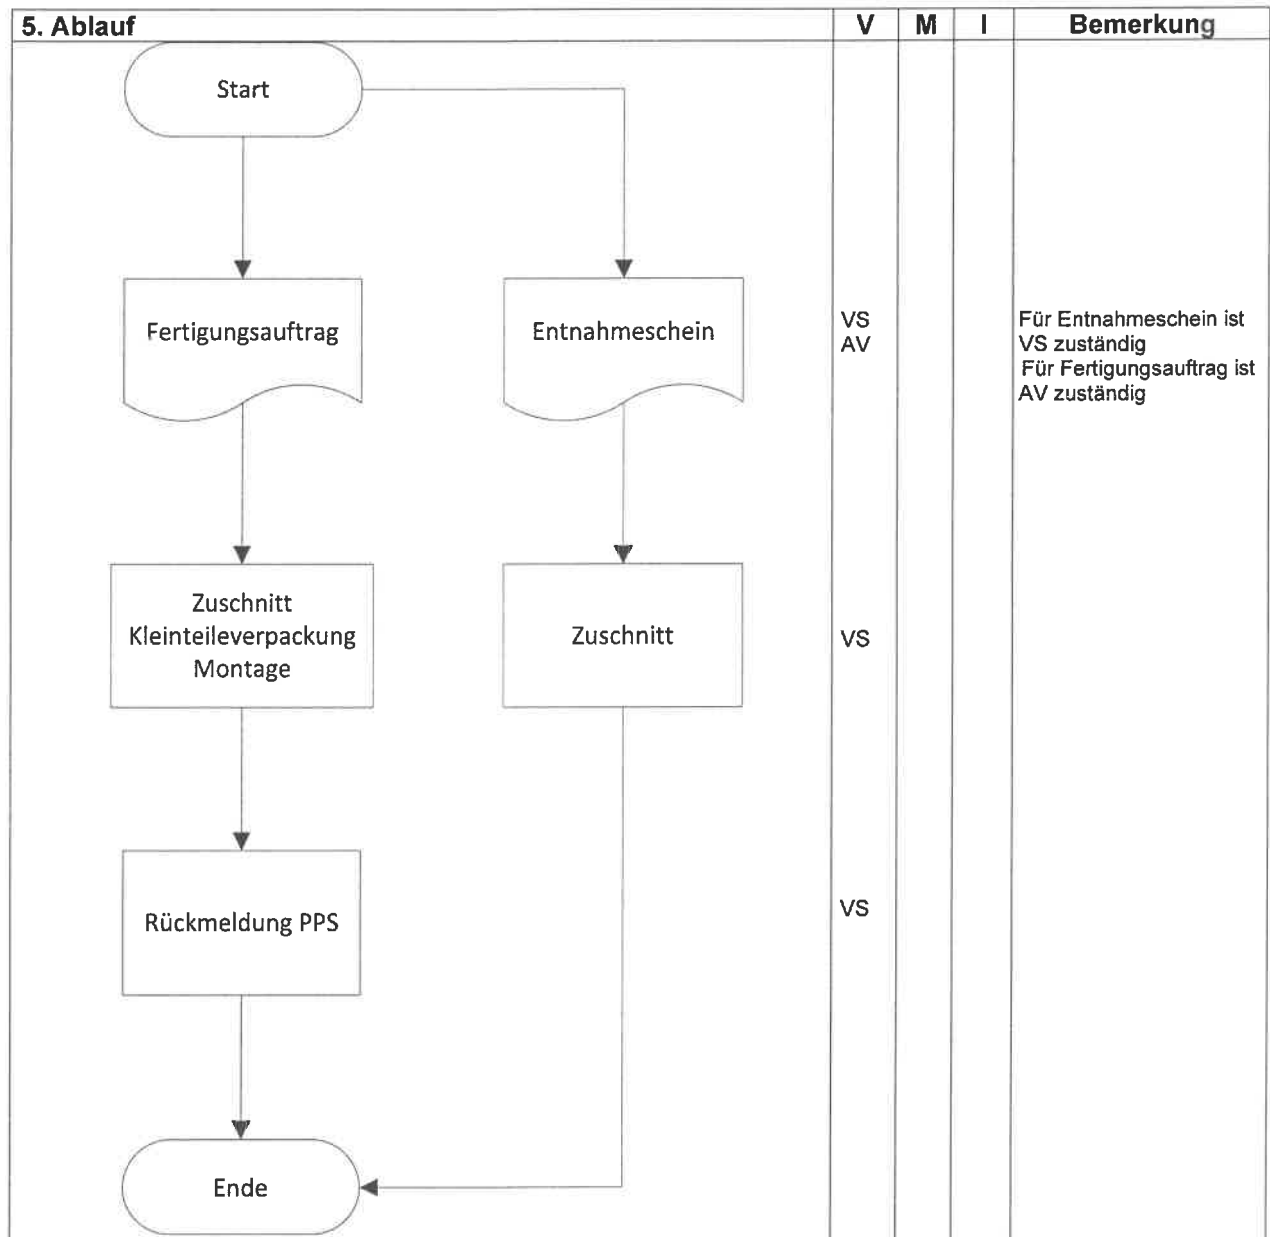 5. Ablauf V M I Bemerkung
Start
Fertigungsauftrag
Entnahmeschein
VS
AV
Für Entnahmeschein ist
VS zuständig
Für Fertigungsauftrag ist
AV zuständig
Zuschnitt
Kleinteileverpackung
Montage
Zuschnitt
VS
Rückmeldung PPS
VS
Ende